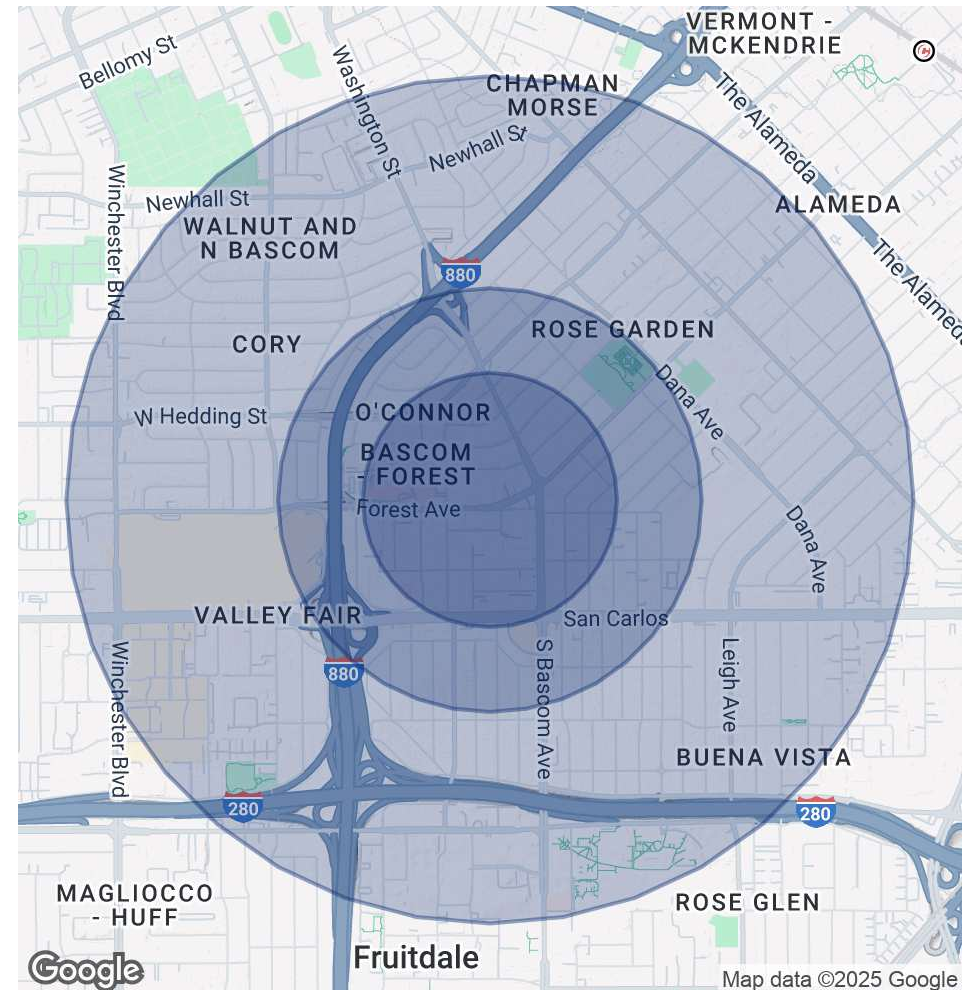 VERMONT -
MCKENDRIE
Bellomy St
Washington St
CHAPMAN
MORSE
The Alameda
Newhall St
Newhall St
Winchester Blvd
WALNUT AND
N BASCOM
ALAMEDA
The Alameda
880
CORY
ROSE GARDEN
Dana Ave
W Hedding St
O'CONNOR
BASCOM
- FOREST
Forest Ave
Dana Ave
VALLEY FAIR
San Carlos
880
Winchester Blvd
S Bascom Ave
Leigh Ave
BUENA VISTA
280
280
MAGLIOCCO
- HUFF
ROSE GLEN
Fruitdale
Google
Map data ©2025 Google